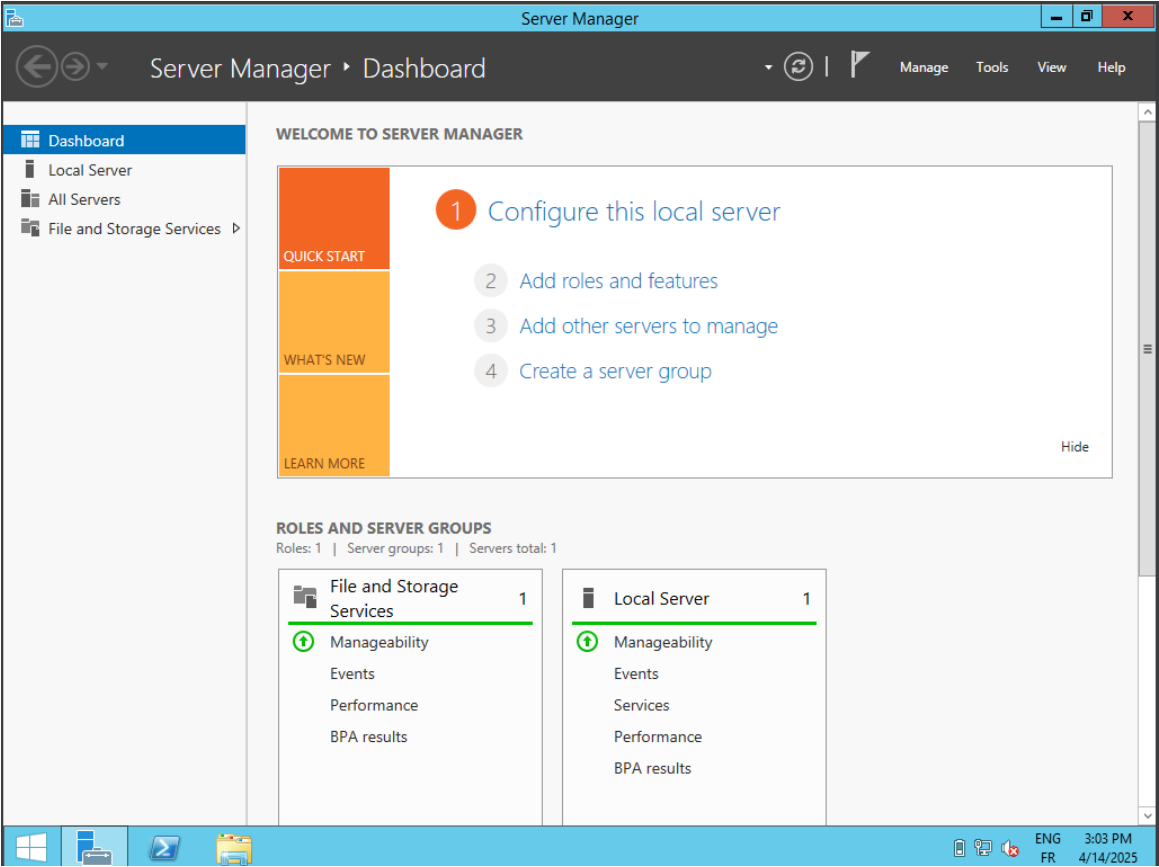 Server Manager
Server Manager ‣ Dashboard
Manage Tools View Help
Dashboard
Local Server
All Servers
File and Storage Services
WELCOME TO SERVER MANAGER
QUICK START
WHAT'S NEW
LEARN MORE
1 Configure this local server
2 Add roles and features
3 Add other servers to manage
4 Create a server group
Hide
ROLES AND SERVER GROUPS
Roles: 1 | Server groups: 1 | Servers total: 1
File and Storage
Services 1
Manageability
Events
Performance
BPA results
Local Server 1
Manageability
Events
Services
Performance
BPA results
ENG 3:03 PM
FR 4/14/2025